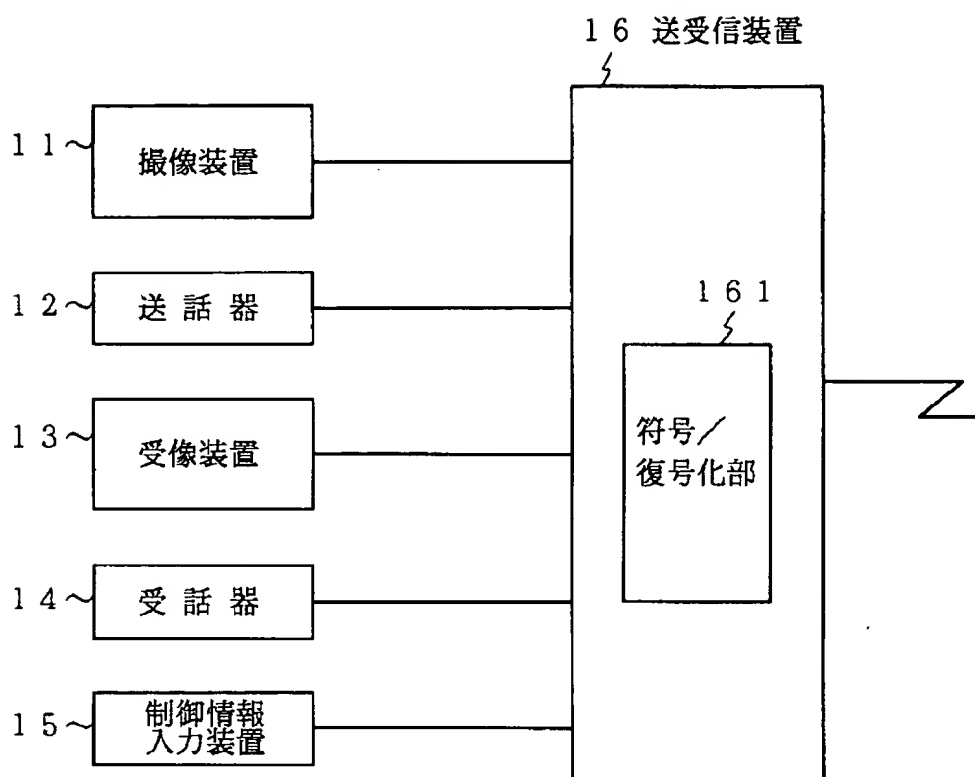 16 送受信装置
11 撮像装置
12 送話器
161
13 受像装置
符号／
復号化部
14 受話器
15 制御情報
入力装置